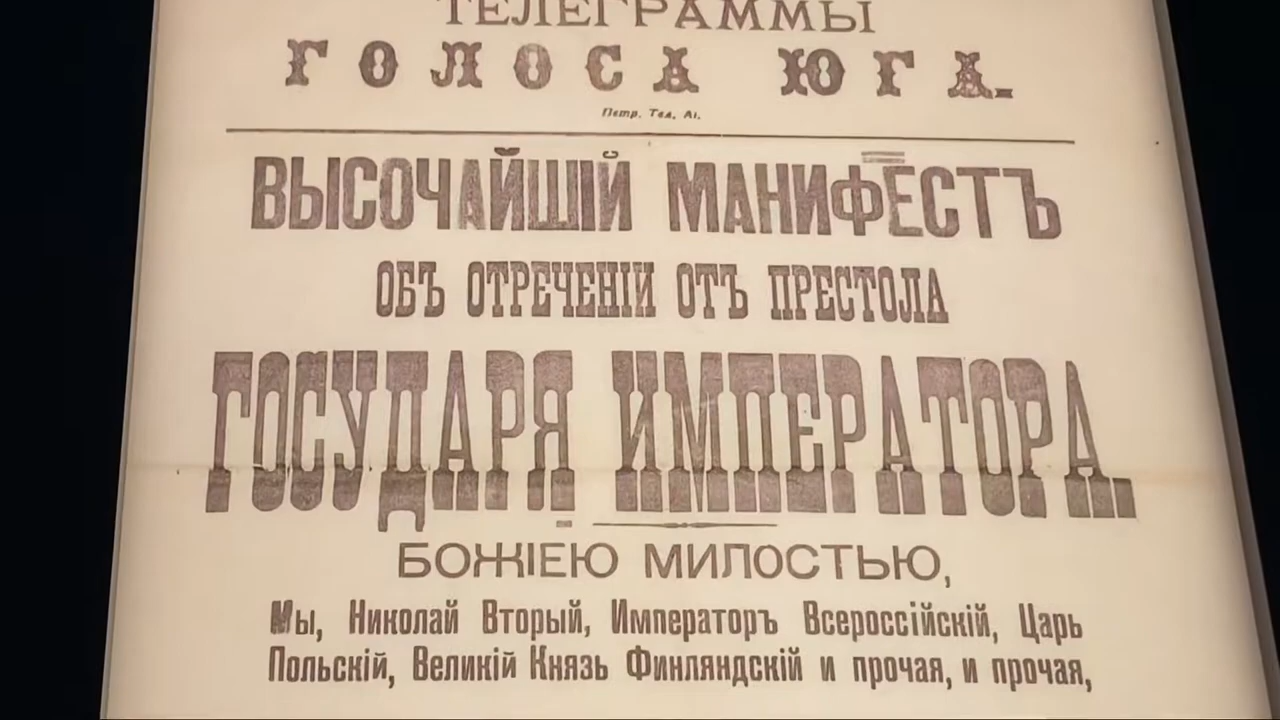 ТЕЛЕГРАММЫ
ГОЛОСА ЮГА.
Петр. Тел. Аг.
ВЫСОЧАЙШІЙ МАНИФЕСТЪ
ОБЪ ОТРЕЧЕНІИ ОТЪ ПРЕСТОЛА
ГОСУДАРЯ ИМПЕРАТОРА.
БОЖІЕЮ МИЛОСТЬЮ,
Мы, Николай Вторый, Императоръ Всероссійскій, Царь
Польскій, Великій Князь Финляндскій и прочая, и прочая,